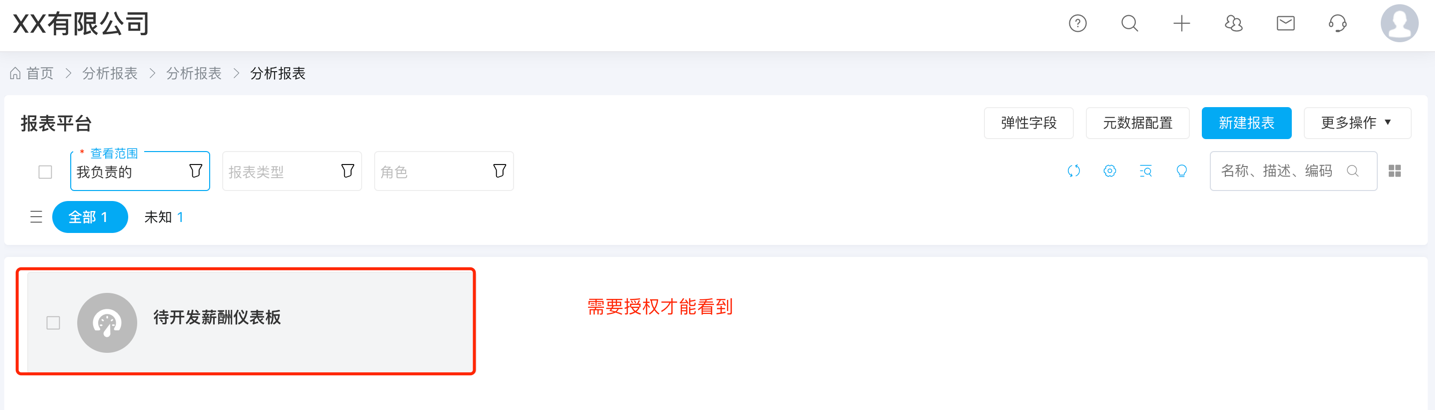 XX有限公司
首页 分析报表 分析报表 分析报表
报表平台 弹性字段 元数据配置 新建报表 更多操作
* 查看范围
我负责的 报表类型 角色 名称、描述、编码
全部 1 未知 1
待开发薪酬仪表板 需要授权才能看到